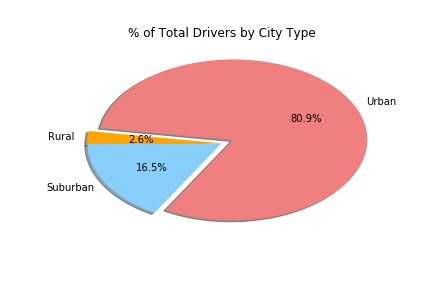 % of Total Drivers by City Type
Urban
80.9%
Rural
2.6%
16.5%
Suburban